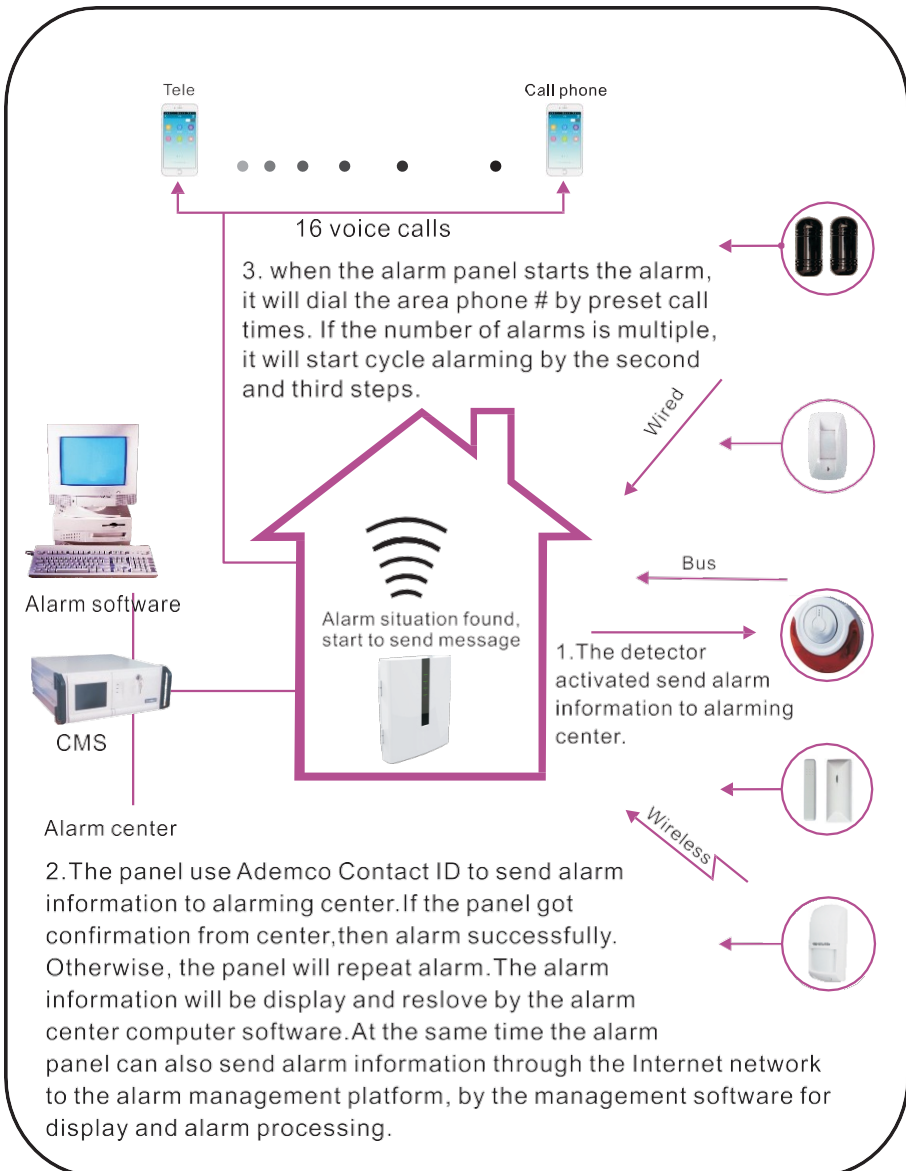 Tele
Call phone
16 voice calls
3. when the alarm panel starts the alarm,
it will dial the area phone # by preset call
times. If the number of alarms is multiple,
it will start cycle alarming by the second
and third steps.
Wired
Alarm software
Bus
Alarm situation found,
start to send message
1.The detector
activated send alarm
information to alarming
center.
CMS
Wireless
Alarm center
2.The panel use Ademco Contact ID to send alarm
information to alarming center.If the panel got
confirmation from center,then alarm successfully.
Otherwise, the panel will repeat alarm.The alarm
information will be display and reslove by the alarm
center computer software.At the same time the alarm
panel can also send alarm information through the Internet network
to the alarm management platform, by the management software for
display and alarm processing.